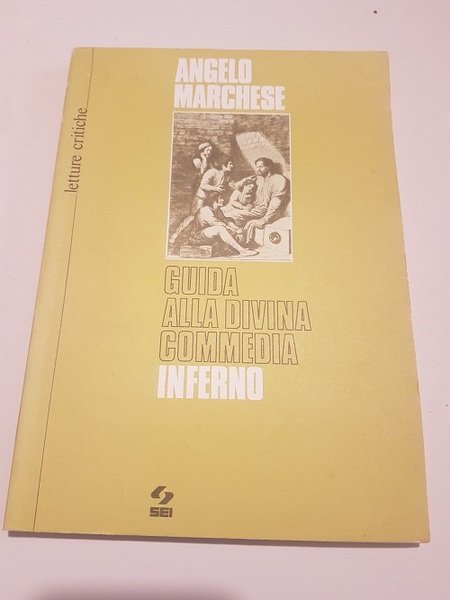 ANGELO
MARCHESE
letture critiche
GUIDA
ALLA DIVINA
COMMEDIA
INFERNO
SEI